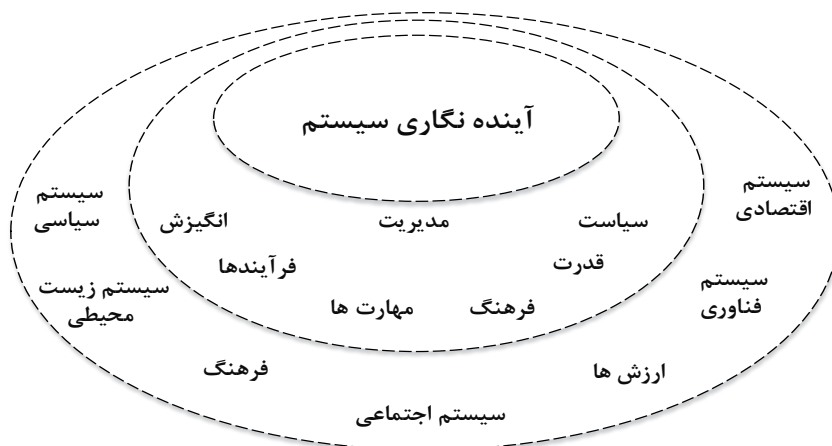 آینده نگاری سیستم
سیستم
اقتصادی
سیاست
مدیریت
انگیزش
سیستم
سیاسی
قدرت
فرآیندها
سیستم
فناوری
فرهنگ
مهارت ها
سیستم زیست
محیطی
ارزش ها
فرهنگ
سیستم اجتماعی